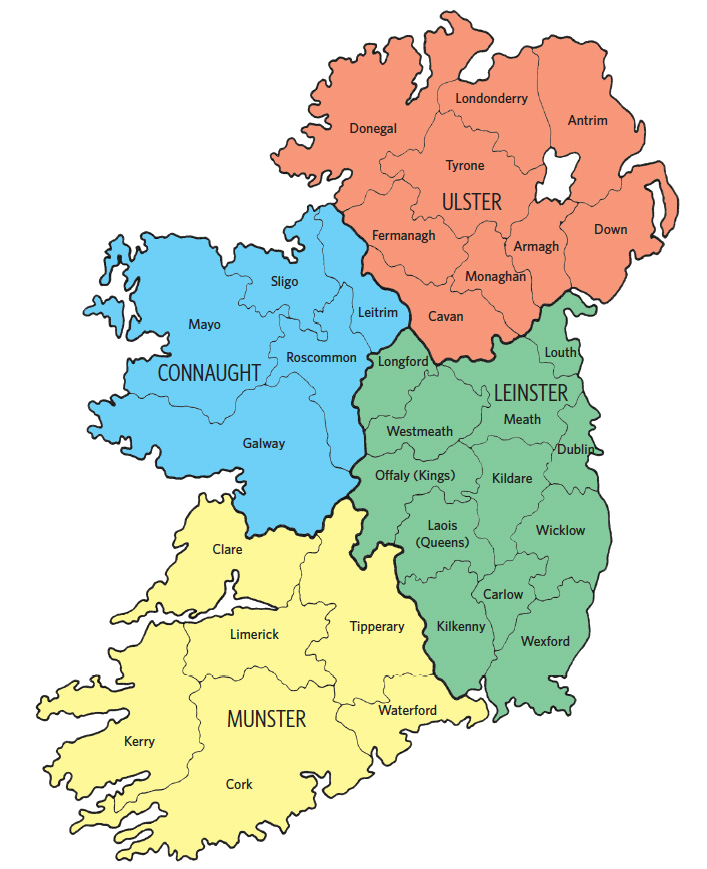 Londonderry
Antrim
Donegal
Tyrone
ULSTER
Down
Fermanagh
Armagh
Monaghan
Cavan
Sligo
Leitrim
Mayo
Roscommon
CONNAUGHT
Galway
Louth
Longford
LEINSTER
Meath
Westmeath
Dublin
Offaly (Kings)
Kildare
Laois
(Queens)
Wicklow
Carlow
Kilkenny
Wexford
Clare
Limerick
Tipperary
Waterford
MUNSTER
Kerry
Cork